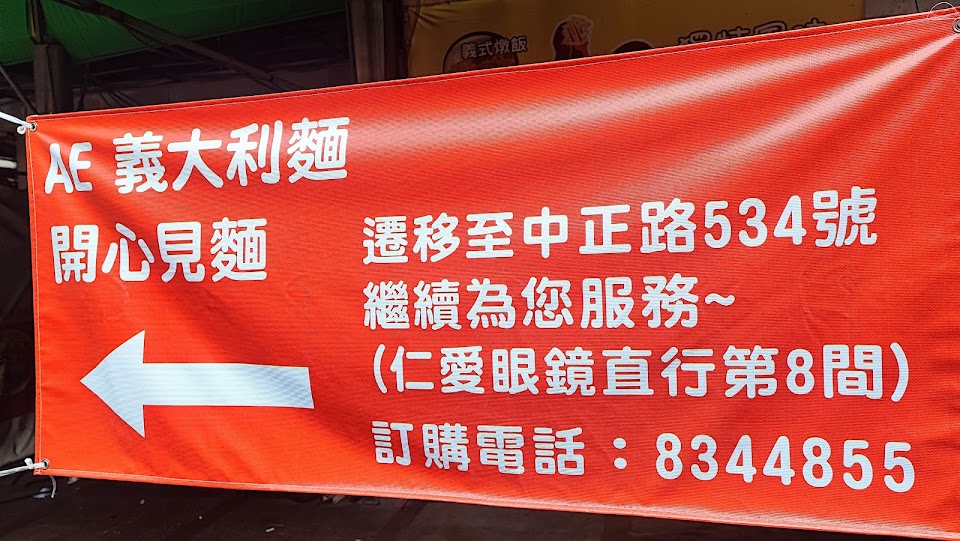 義式燉飯
AE 義大利麵
開心見麵
遷移至中正路534號
繼續為您服務~
(仁愛眼鏡直行第8間)
訂購電話：8344855